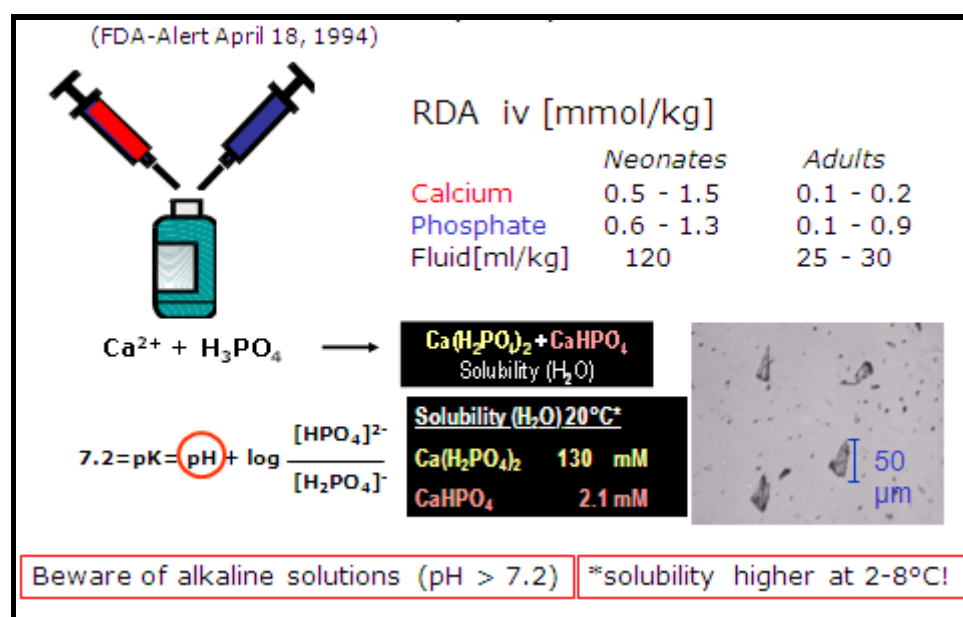 (FDA-Alert April 18, 1994)
RDA iv [mmol/kg]
Neonates Adults
Calcium 0.5 - 1.5 0.1 - 0.2
Phosphate 0.6 - 1.3 0.1 - 0.9
Fluid[ml/kg] 120 25 - 30
Ca²⁺ + H₃PO₄ ⟶ Ca(H₂PO₄)₂+CaHPO₄
Solubility (H₂O)
Solubility (H₂O)20°C*
7.2=pK=pH+ log [HPO₄]²⁻
[H₂PO₄]⁻
Ca(H₂PO₄)₂ 130 mM
CaHPO₄ 2.1 mM
50
µm
Beware of alkaline solutions (pH > 7.2)
*solubility higher at 2-8°C!